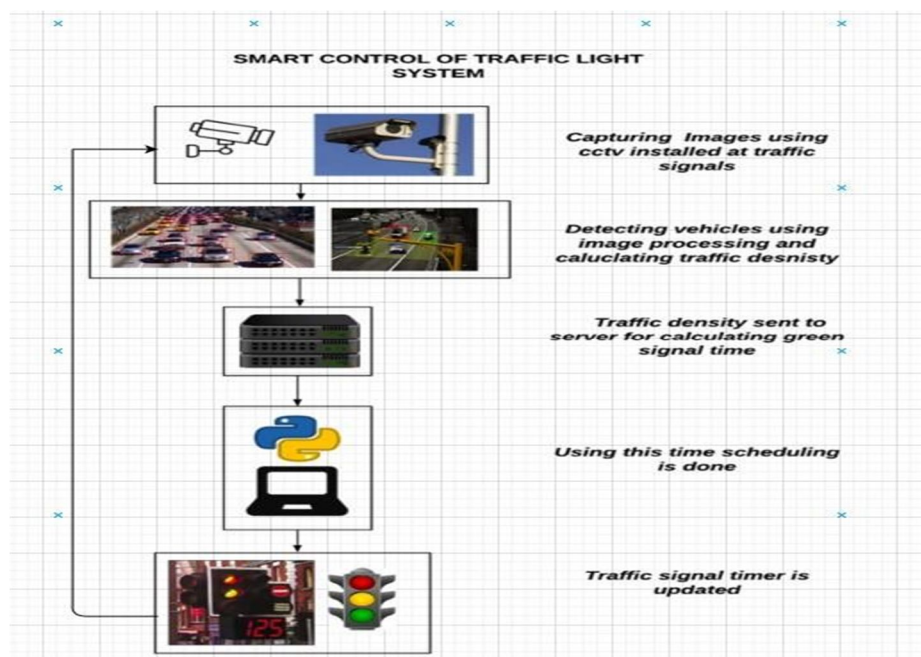 SMART CONTROL OF TRAFFIC LIGHT
SYSTEM
Capturing Images using
cctv installed at traffic
signals
Detecting vehicles using
image processing and
caluclating traffic desnisty
Traffic density sent to
server for calculating green
signal time
Using this time scheduling
is done
125
Traffic signal timer is
updated